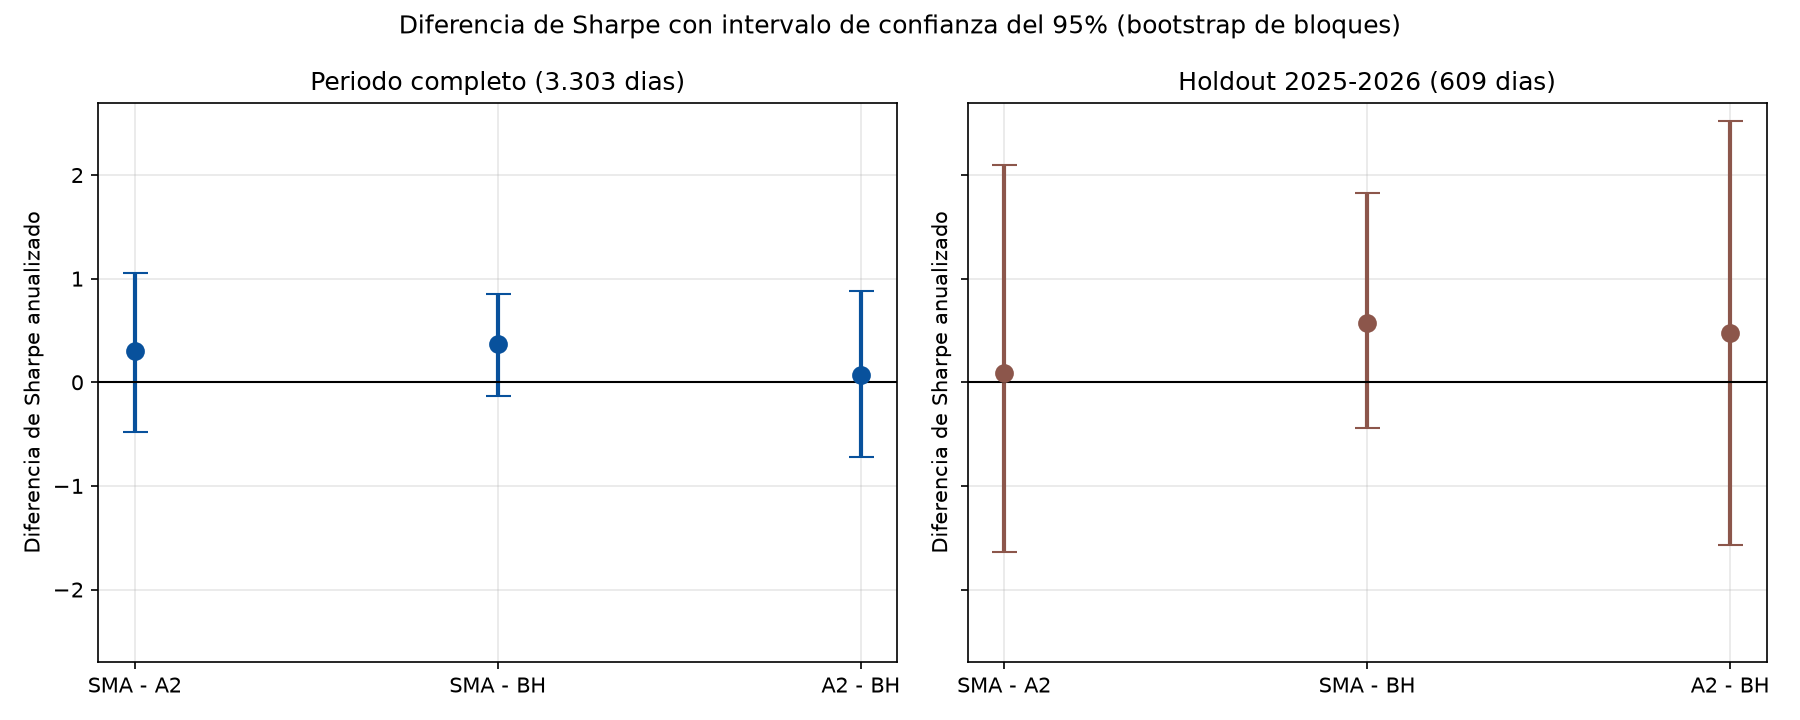 Diferencia de Sharpe con intervalo de confianza del 95% (bootstrap de bloques)
Periodo completo (3.303 dias)
Diferencia de Sharpe anualizado
2
1
0
−1
−2
SMA - A2
SMA - BH
A2 - BH
Holdout 2025-2026 (609 dias)
Diferencia de Sharpe anualizado
SMA - A2
SMA - BH
A2 - BH